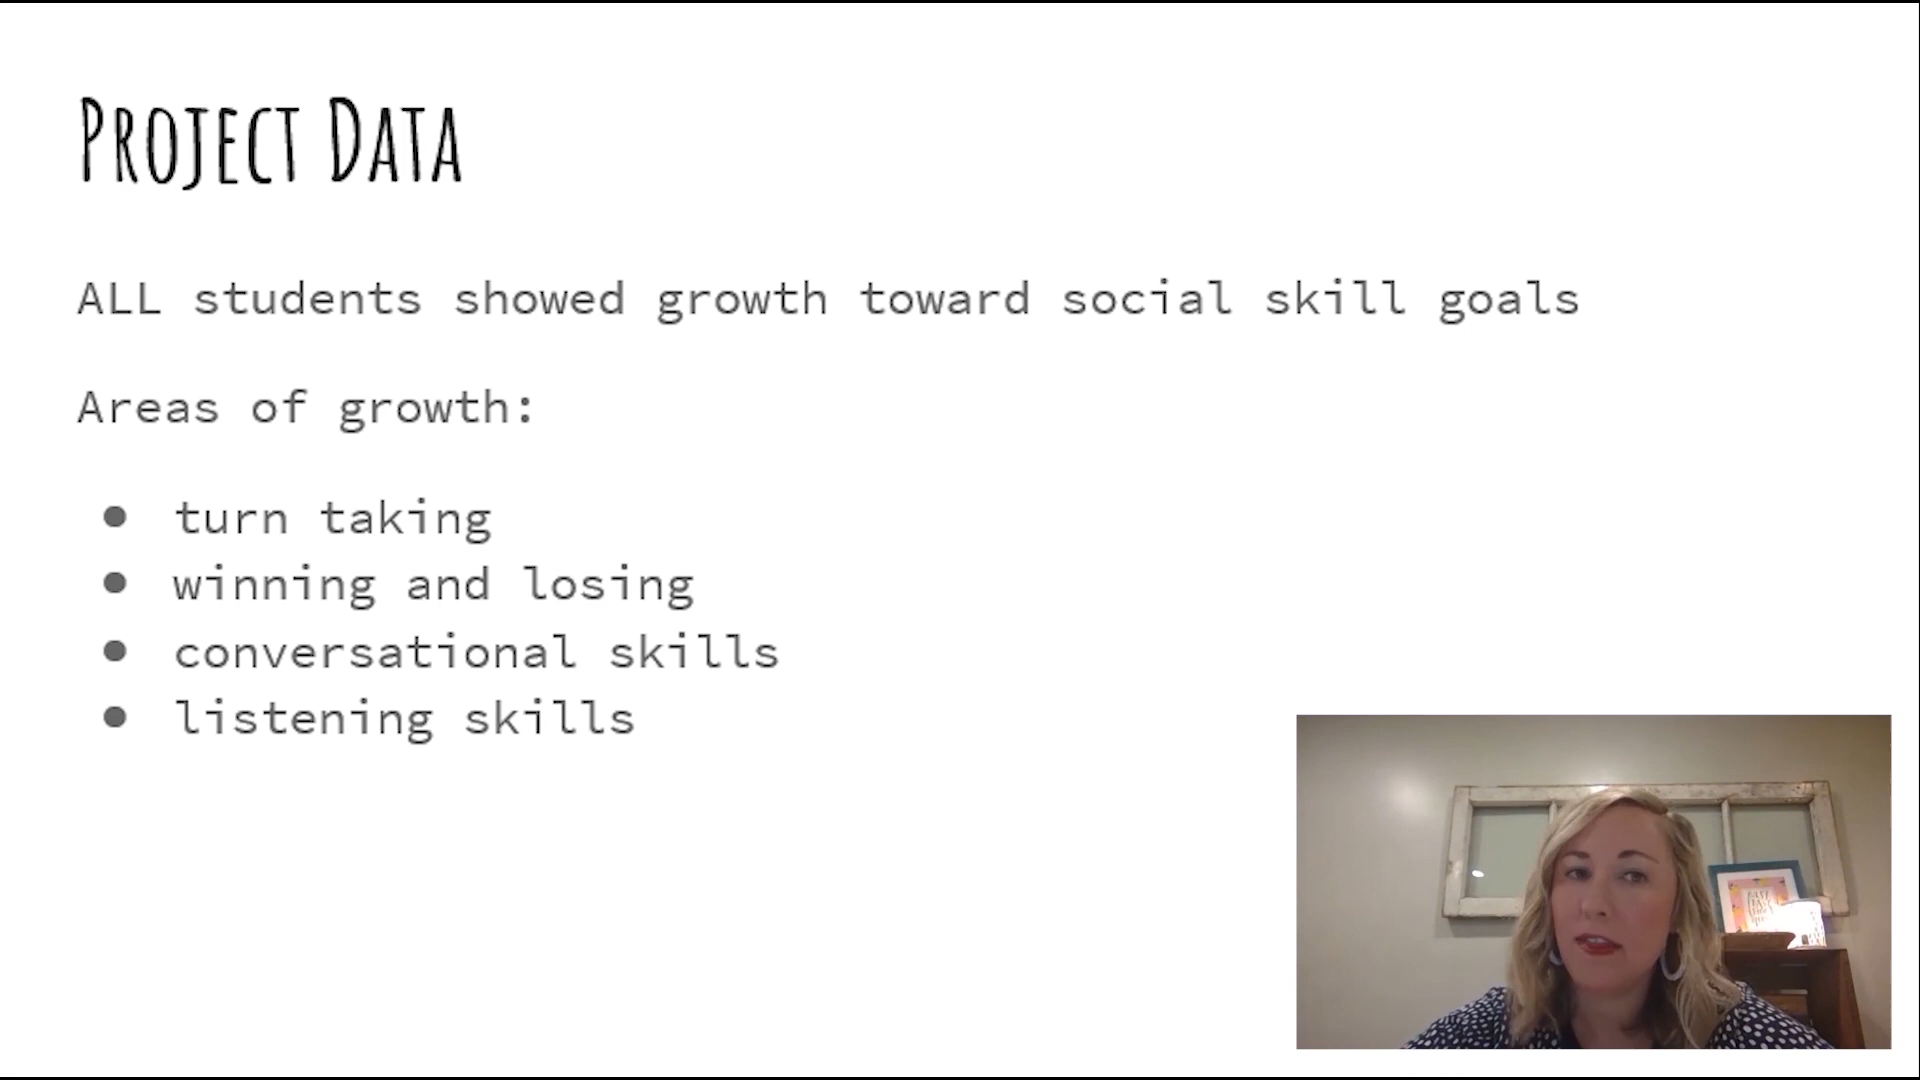 Project Data
ALL students showed growth toward social skill goals
Areas of growth:
● turn taking
● winning and losing
● conversational skills
● listening skills